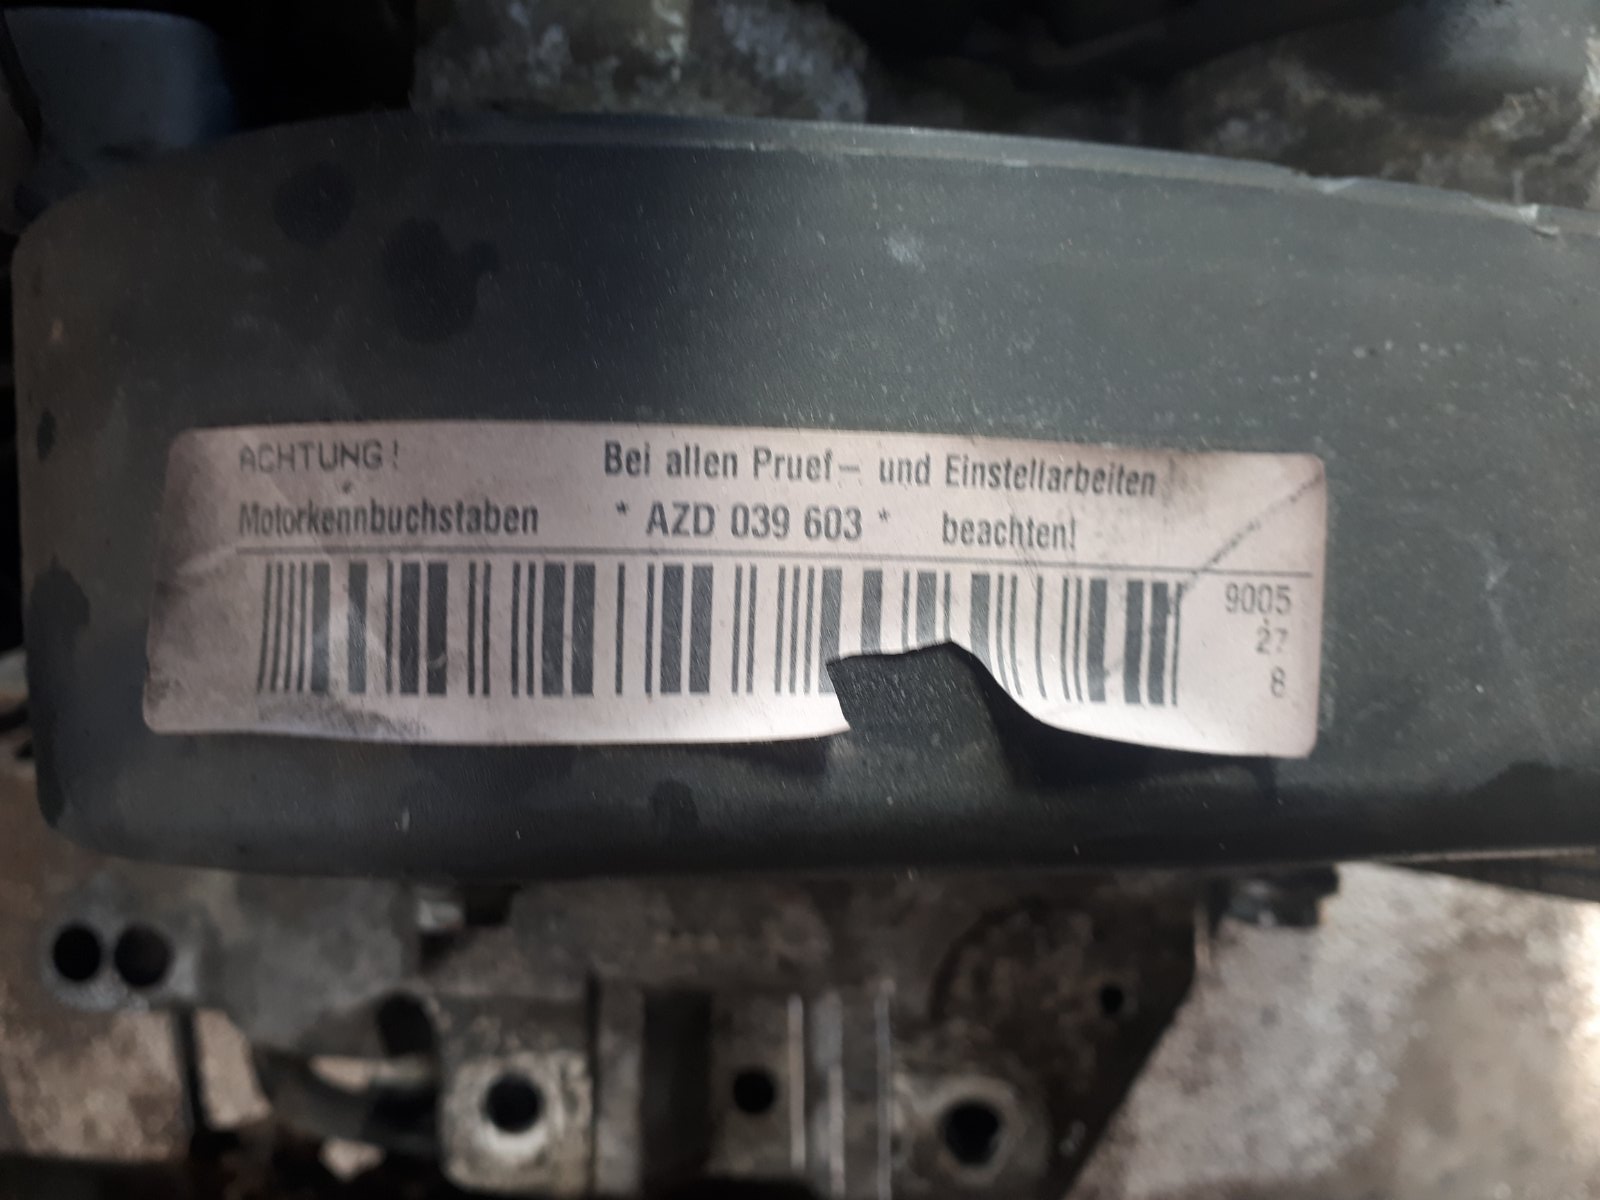 ACHTUNG! Bei allen Pruef- und Einstellarbeiten
Motorkennbuchstaben * AZD 039 603 * beachten!
9005
27
8